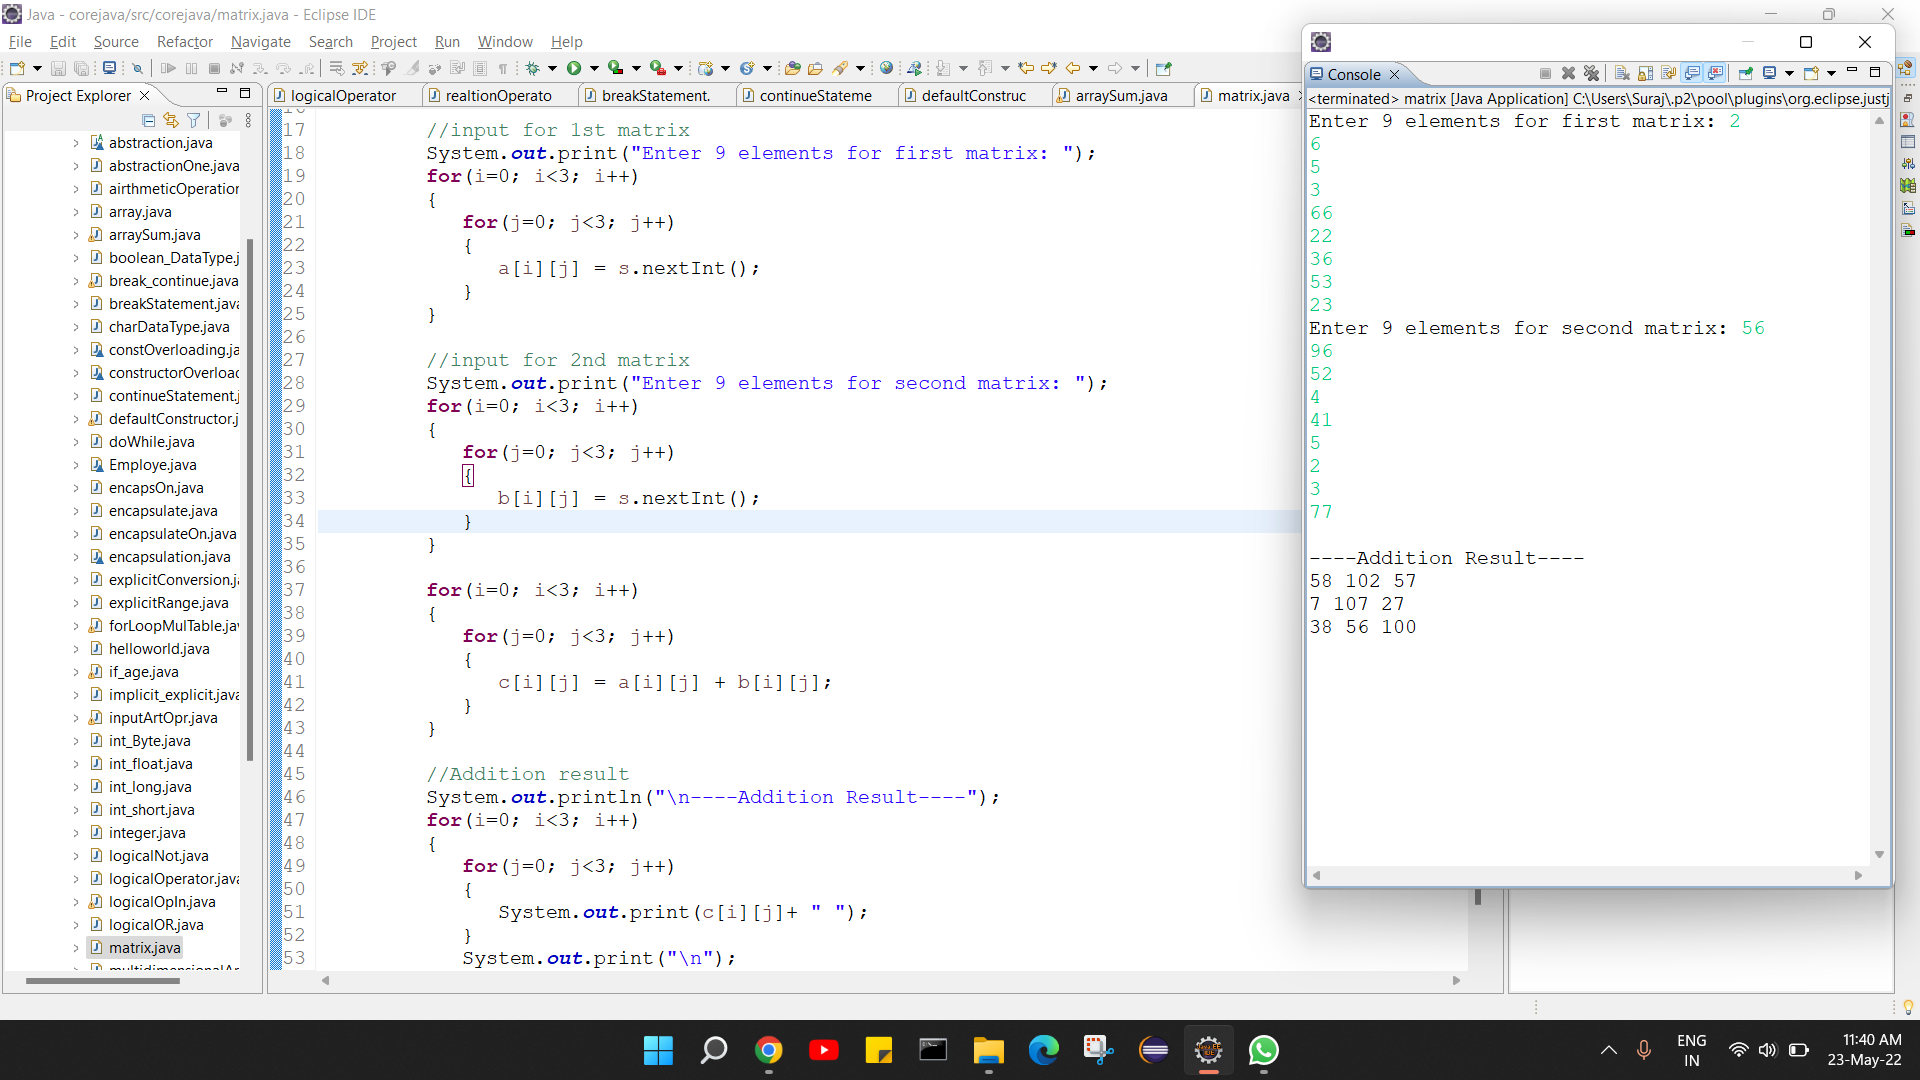 Java - corejava/src/corejava/matrix.java - Eclipse IDE
File Edit Source Refactor Navigate Search Project Run Window Help
Project Explorer
abstraction.java
abstractionOne.java
airthmeticOperation
array.java
arraySum.java
boolean_DataType.j
break_continue.java
breakStatement.java
charDataType.java
constOverloading.ja
constructorOverload
continueStatement.j
defaultConstructor.j
doWhile.java
Employe.java
encapsOn.java
encapsulate.java
encapsulateOn.java
encapsulation.java
explicitConversion.ja
explicitRange.java
forLoopMulTable.jav
helloworld.java
if_age.java
implicit_explicit.java
inputArtOpr.java
int_Byte.java
int_float.java
int_long.java
int_short.java
integer.java
logicalNot.java
logicalOperator.java
logicalOpIn.java
logicalOR.java
matrix.java
multidimensionalAr
logicalOperator realtionOperato breakStatement. continueStateme defaultConstruc arraySum.java matrix.java
17 //input for 1st matrix
18 System.out.print("Enter 9 elements for first matrix: ");
19 for(i=0; i<3; i++)
20 {
21 for(j=0; j<3; j++)
22 {
23 a[i][j] = s.nextInt();
24 }
25 }
26
27 //input for 2nd matrix
28 System.out.print("Enter 9 elements for second matrix: ");
29 for(i=0; i<3; i++)
30 {
31 for(j=0; j<3; j++)
32 {
33 b[i][j] = s.nextInt();
34 }
35 }
36
37 for(i=0; i<3; i++)
38 {
39 for(j=0; j<3; j++)
40 {
41 c[i][j] = a[i][j] + b[i][j];
42 }
43 }
44
45 //Addition result
46 System.out.println("\n----Addition Result----");
47 for(i=0; i<3; i++)
48 {
49 for(j=0; j<3; j++)
50 {
51 System.out.print(c[i][j]+ " ");
52 }
53 System.out.print("\n");
Console
<terminated> matrix [Java Application] C:\Users\Suraj\.p2\pool\plugins\org.eclipse.justj
Enter 9 elements for first matrix: 2
6
5
3
66
22
36
53
23
Enter 9 elements for second matrix: 56
96
52
4
41
5
2
3
77
----Addition Result----
58 102 57
7 107 27
38 56 100
ENG
IN
11:40 AM
23-May-22